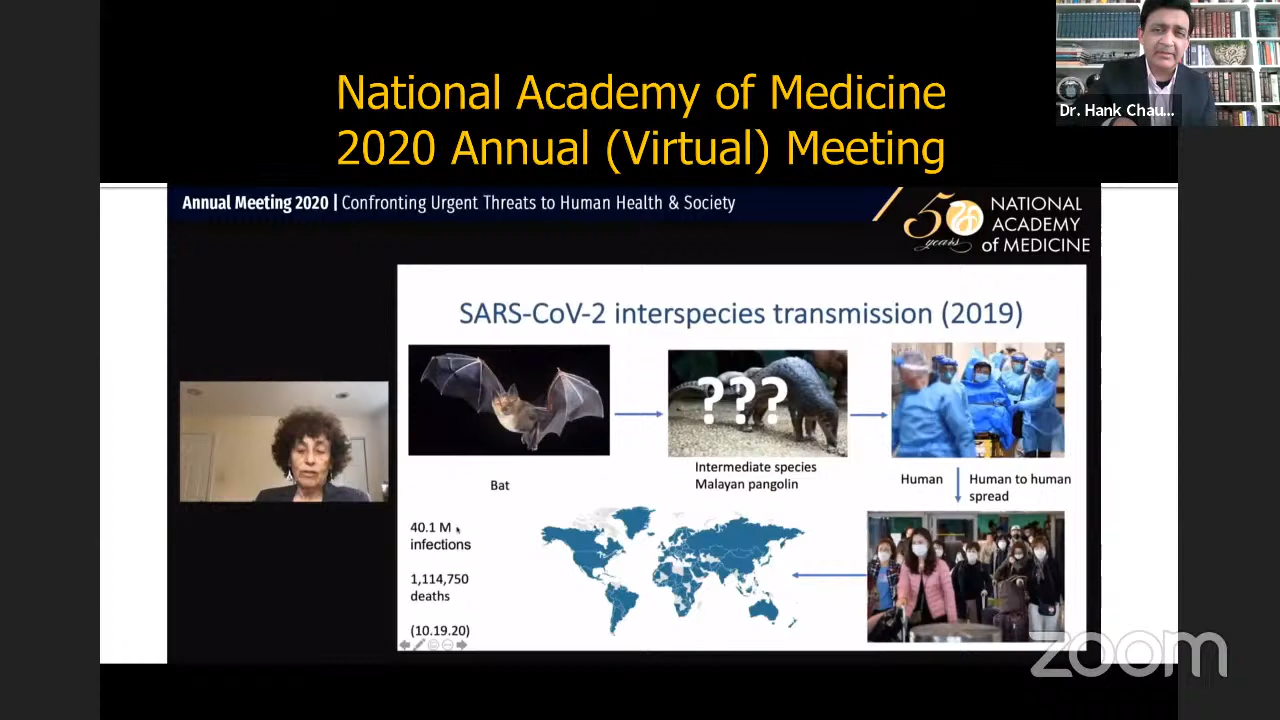 National Academy of Medicine
2020 Annual (Virtual) Meeting
Dr. Hank Chau...
Annual Meeting 2020 | Confronting Urgent Threats to Human Health & Society
50
years
NATIONAL
ACADEMY
of MEDICINE
SARS-CoV-2 interspecies transmission (2019)
???
Bat
Intermediate species
Malayan pangolin
Human
Human to human
spread
40.1 M
infections
1,114,750
deaths
(10.19.20)
zoom